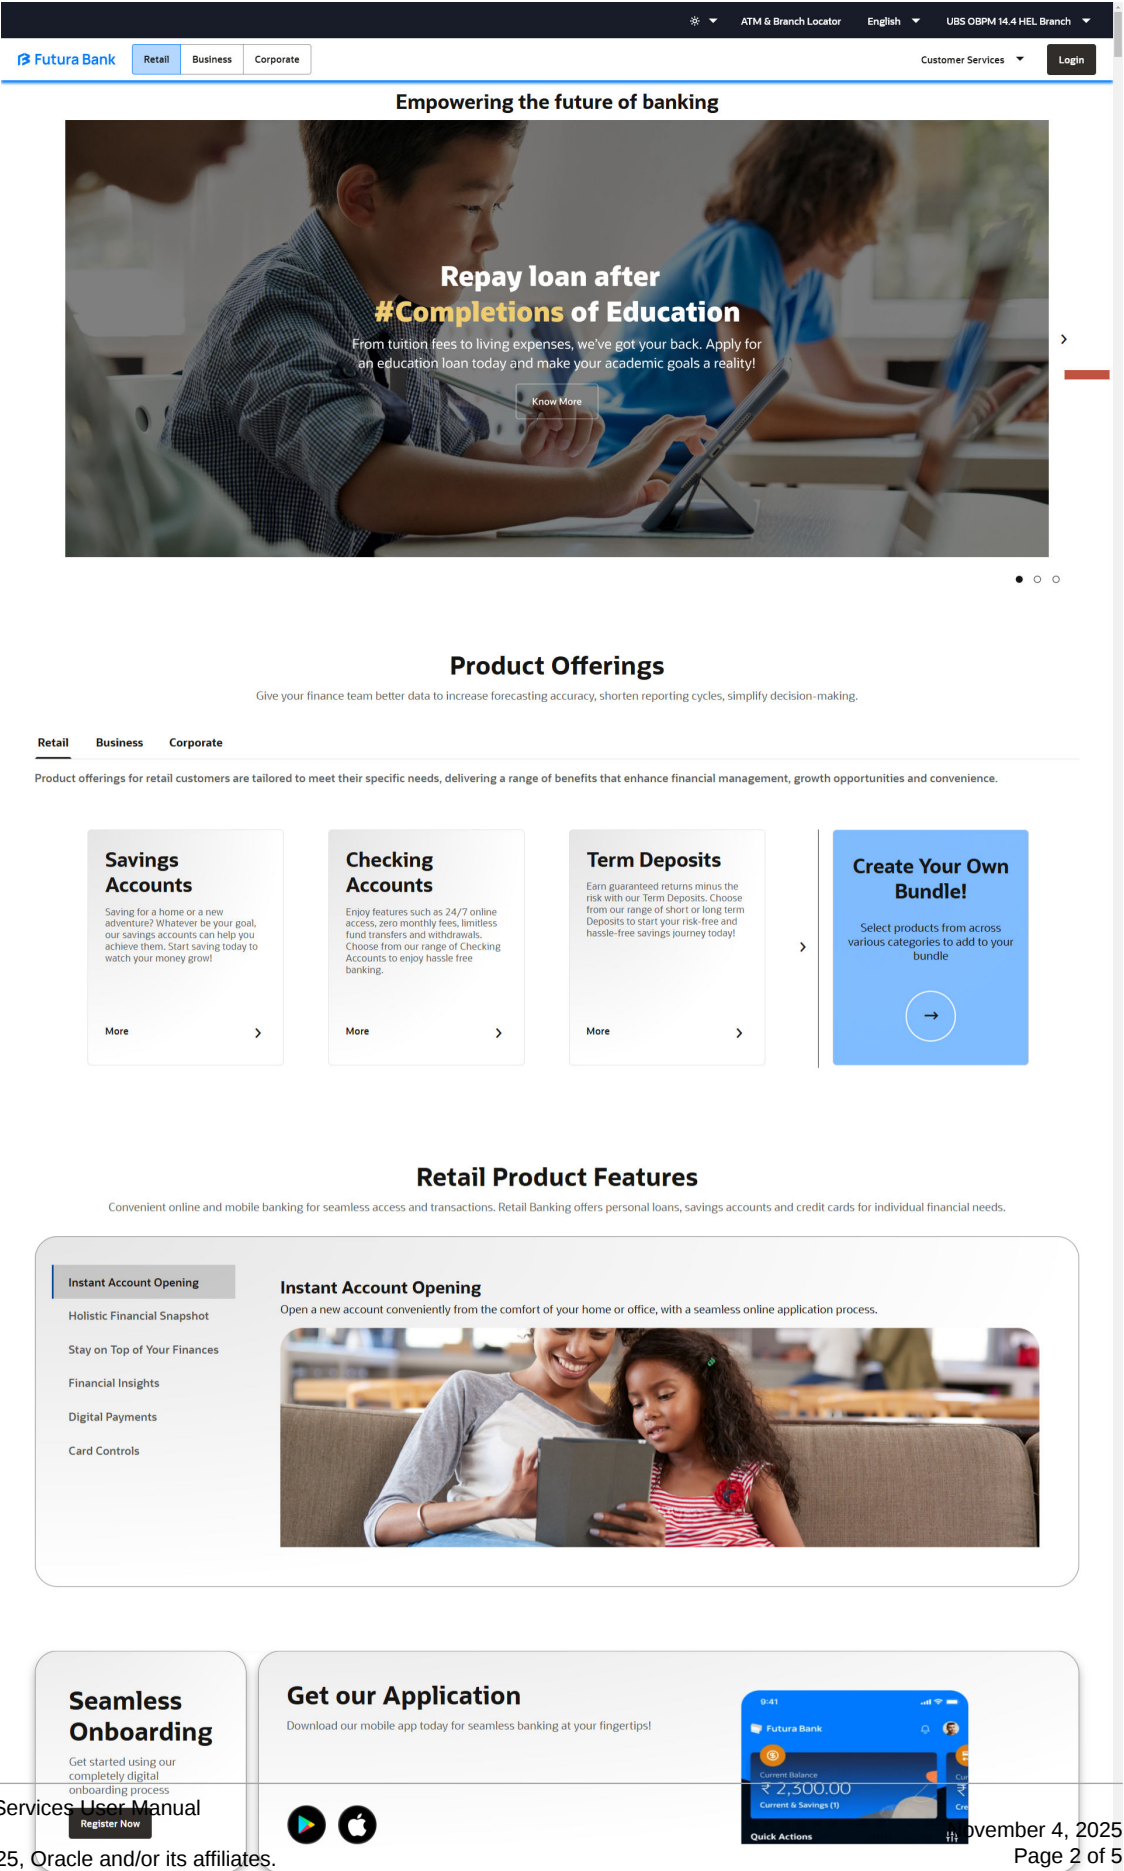 ATM & Branch Locator English UBS OBPM 14.4 HEL Branch
Futura Bank Retail Business Corporate Customer Services Login
Empowering the future of banking
Repay loan after
#Completions of Education
From tuition fees to living expenses, we've got your back. Apply for
an education loan today and make your academic goals a reality!
Know More
Product Offerings
Give your finance team better data to increase forecasting accuracy, shorten reporting cycles, simplify decision-making.
Retail Business Corporate
Product offerings for retail customers are tailored to meet their specific needs, delivering a range of benefits that enhance financial management, growth opportunities and convenience.
Savings
Accounts
Saving for a home or a new
adventure? Whatever be your goal,
our savings accounts can help you
achieve them. Start saving today to
watch your money grow!
More
Checking
Accounts
Enjoy features such as 24/7 online
access, zero monthly fees, limitless
fund transfers and withdrawals.
Choose from our range of Checking
Accounts to enjoy hassle free
banking.
More
Term Deposits
Earn guaranteed returns minus the
risk with our Term Deposits. Choose
from our range of short or long term
Deposits to start your risk-free and
hassle-free savings journey today!
More
Create Your Own
Bundle!
Select products from across
various categories to add to your
bundle
Retail Product Features
Convenient online and mobile banking for seamless access and transactions. Retail Banking offers personal loans, savings accounts and credit cards for individual financial needs.
Instant Account Opening
Holistic Financial Snapshot
Stay on Top of Your Finances
Financial Insights
Digital Payments
Card Controls
Instant Account Opening
Open a new account conveniently from the comfort of your home or office, with a seamless online application process.
Seamless
Onboarding
Get started using our
completely digital
onboarding process
Register Now
Get our Application
Download our mobile app today for seamless banking at your fingertips!
9:41
Futura Bank
Current Balance
₹ 2,300.00
Current & Savings (1)
Cur
₹
Cre
Quick Actions
Services User Manual
25, Oracle and/or its affiliates.
November 4, 2025
Page 2 of 5